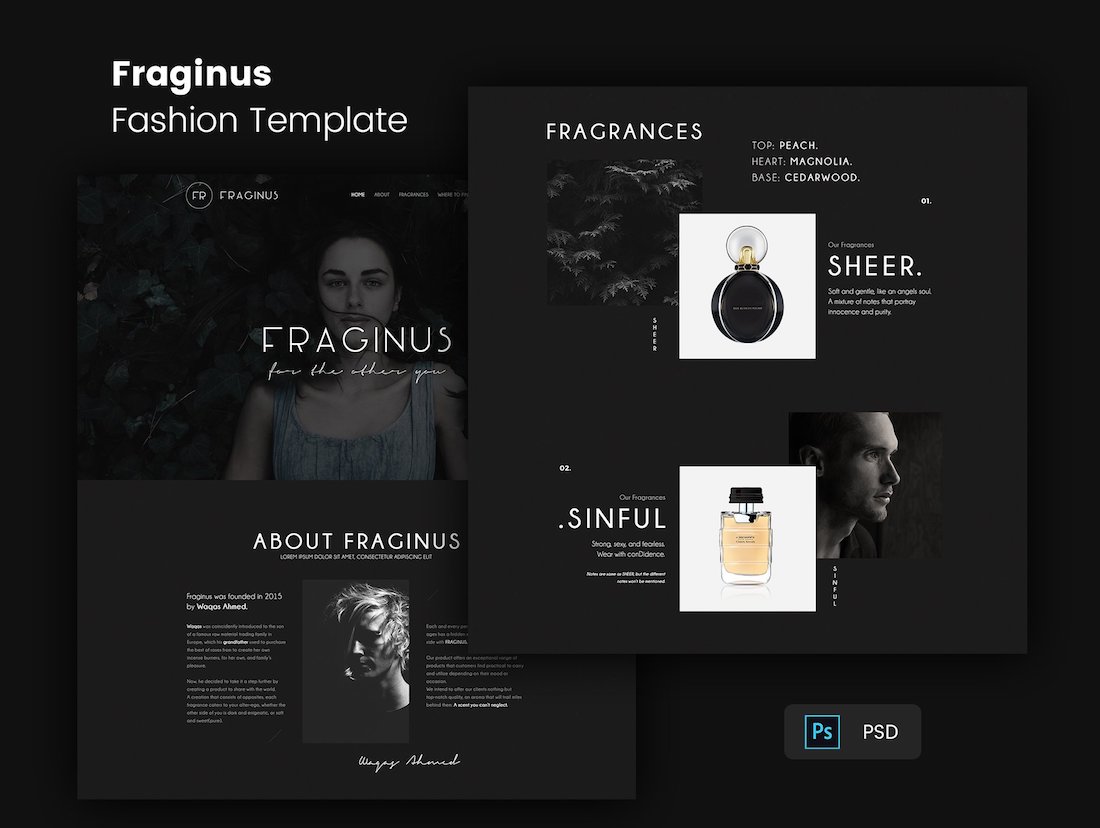 Fraginus
Fashion Template
FR FRAGINUS
HOME ABOUT FRAGRANCES WHERE TO
FRAGINUS
for the other you
ABOUT FRAGINUS
LOREM IPSUM DOLOR SIT AMET, CONSECTETUR ADIPISCING ELIT
Fraginus was founded in 2015
by Waqas Ahmed.
Waqas was coincidently introduced to the son
of a famous raw material trading family in
Europe, which his grandfather used to purchase
the best of roses from to create her own
incense burners, for her own, and family's
pleasure.
Now, he decided to take it a step further by
creating a product to share with the world.
A creation that consists of opposites, each
fragrance caters to your alter-ego, whether the
other side of you is dark and enigmatic, or soft
and sweet(pure).
Each and every
ages has a hidden
side with FRAGINUS.
Our product offers an exceptional range of
products that customers find practical to carry
and utilize depending on their mood or
occasion.
We intend to offer our clients nothing but
top-notch quality, an aroma that will trail miles
behind them. A scent you can't neglect.
Waqas Ahmed
FRAGRANCES
TOP: PEACH.
HEART: MAGNOLIA.
BASE: CEDARWOOD.
01.
Our Fragrances
SHEER.
Soft and gentle, like an angels soul.
A mixture of notes that portray
innocence and purity.
SHEER
02.
Our Fragrances
.SINFUL
Strong, sexy, and fearless.
Wear with conDidence.
Notes are same as SHEER, but the different
notes won't be mentioned.
SINFUL
Ps PSD